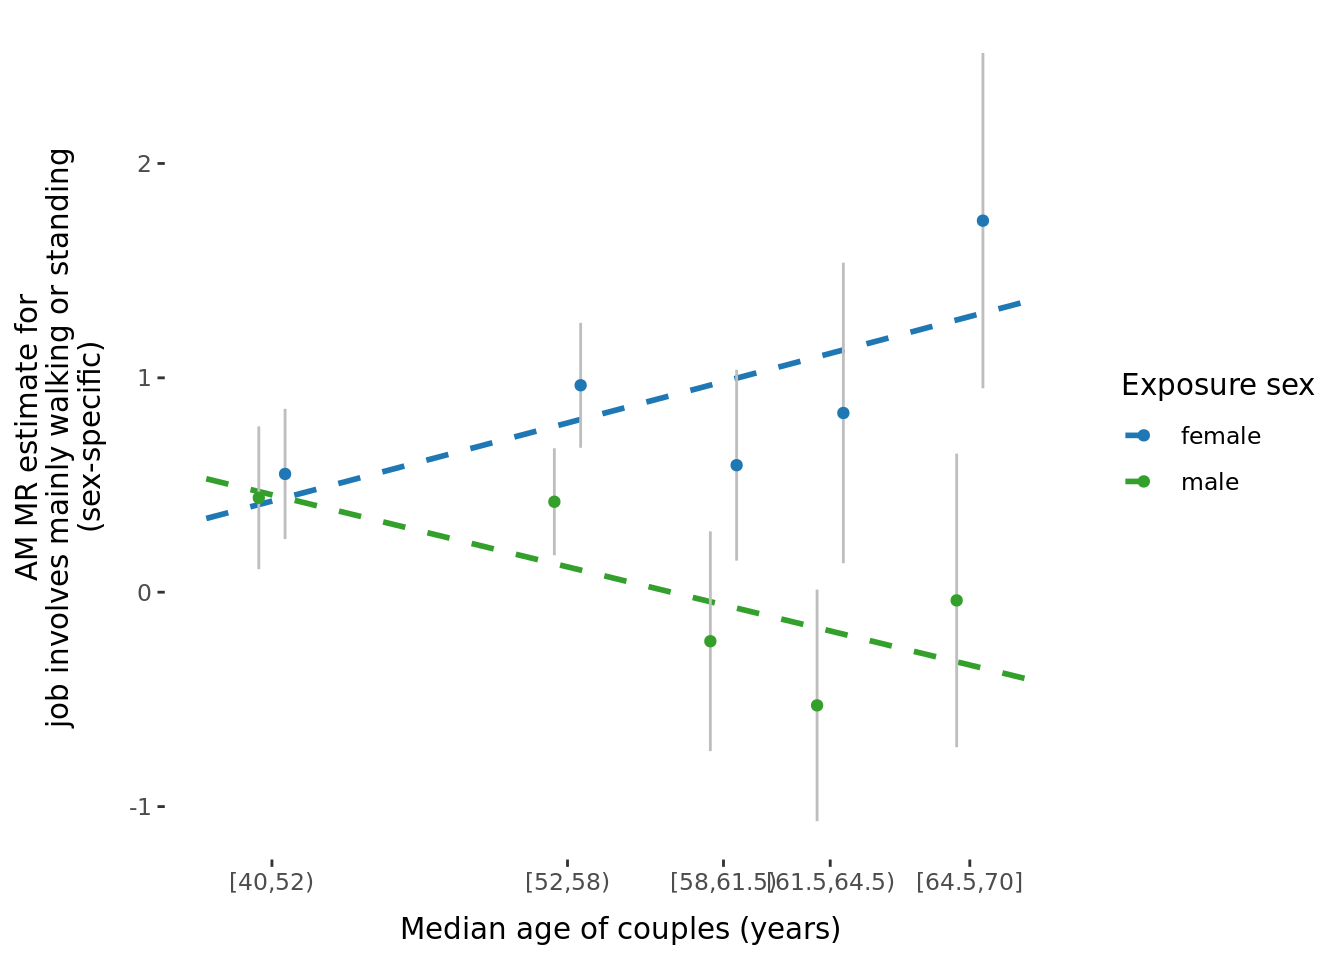 AM MR estimate for
job involves mainly walking or standing
(sex-specific)
2
1
0
-1
[40,52)
[52,58)
[58,61.5)
[61.5,64.5)
[64.5,70]
Median age of couples (years)
Exposure sex
female
male